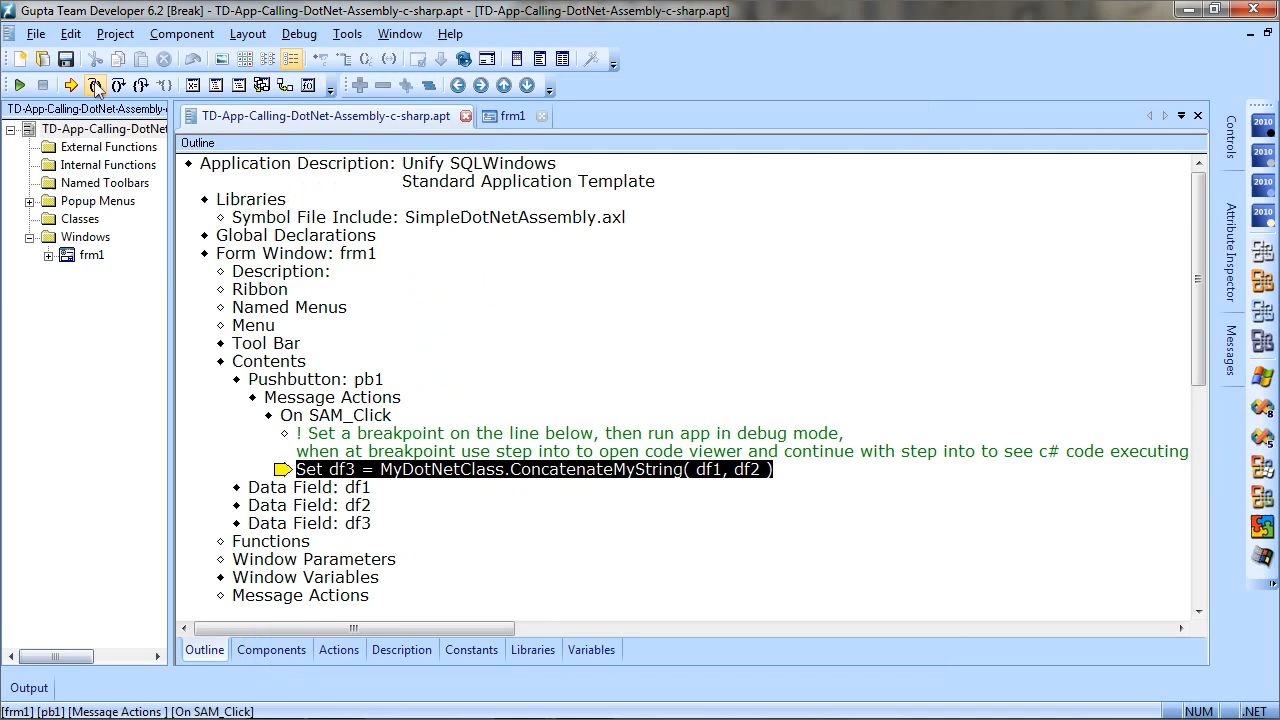 Gupta Team Developer 6.2 [Break] - TD-App-Calling-DotNet-Assembly-c-sharp.apt - [TD-App-Calling-DotNet-Assembly-c-sharp.apt]
File Edit Project Component Layout Debug Tools Window Help
TD-App-Calling-DotNet-Assembly-c
TD-App-Calling-DotNet
External Functions
Internal Functions
Named Toolbars
Popup Menus
Classes
Windows
frm1
TD-App-Calling-DotNet-Assembly-c-sharp.apt frm1
Outline
Application Description: Unify SQLWindows
Standard Application Template
Libraries
Symbol File Include: SimpleDotNetAssembly.axl
Global Declarations
Form Window: frm1
Description:
Ribbon
Named Menus
Menu
Tool Bar
Contents
Pushbutton: pb1
Message Actions
On SAM_Click
! Set a breakpoint on the line below, then run app in debug mode,
when at breakpoint use step into to open code viewer and continue with step into to see c# code executing
Set df3 = MyDotNetClass.ConcatenateMyString( df1, df2 )
Data Field: df1
Data Field: df2
Data Field: df3
Functions
Window Parameters
Window Variables
Message Actions
Outline Components Actions Description Constants Libraries Variables
Controls
Attribute Inspector
Messages
2010
2010
2010
2010
Output
[frm1] [pb1] [Message Actions ] [On SAM_Click]
NUM .NET